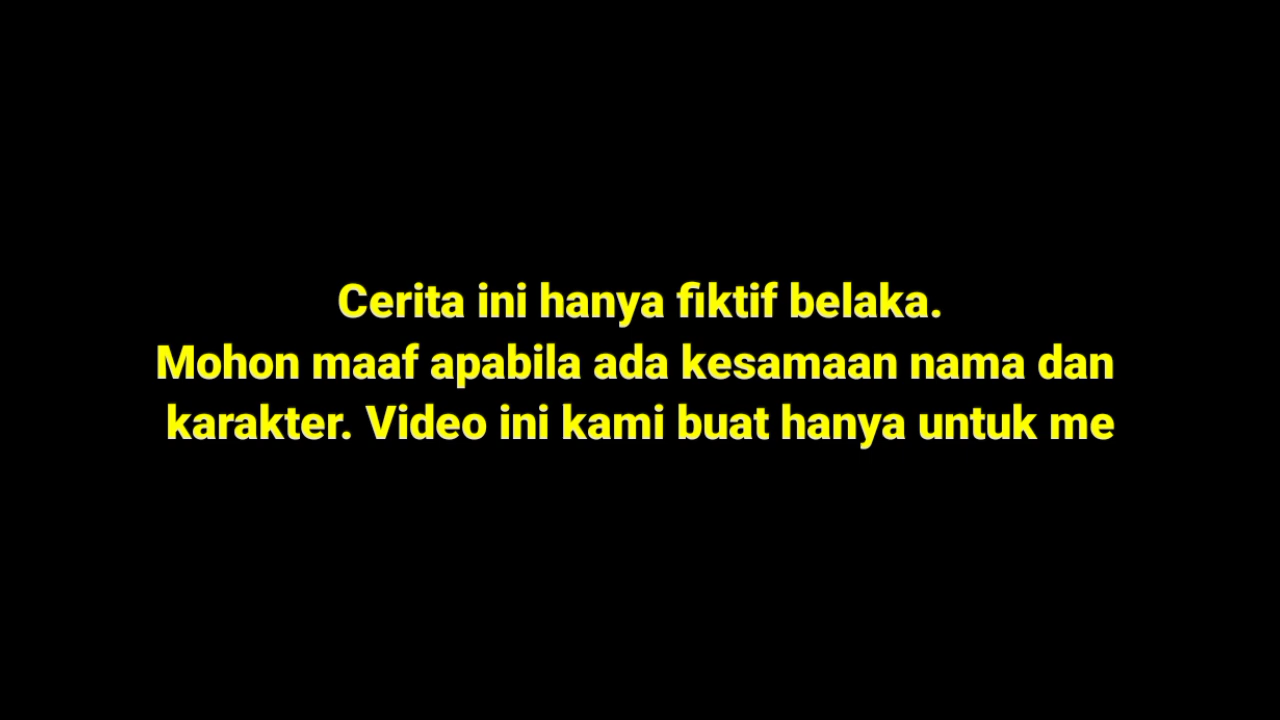 Cerita ini hanya fiktif belaka.
Mohon maaf apabila ada kesamaan nama dan
karakter. Video ini kami buat hanya untuk me